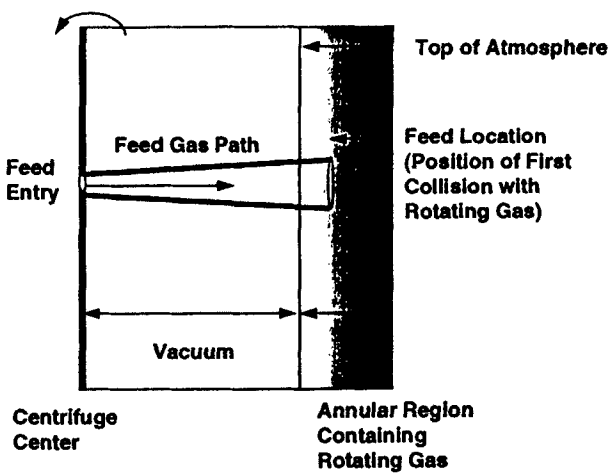 Top of Atmosphere
Feed Gas Path
Feed Location
(Position of First
Collision with
Rotating Gas)
Feed
Entry
Vacuum
Centrifuge
Center
Annular Region
Containing
Rotating Gas